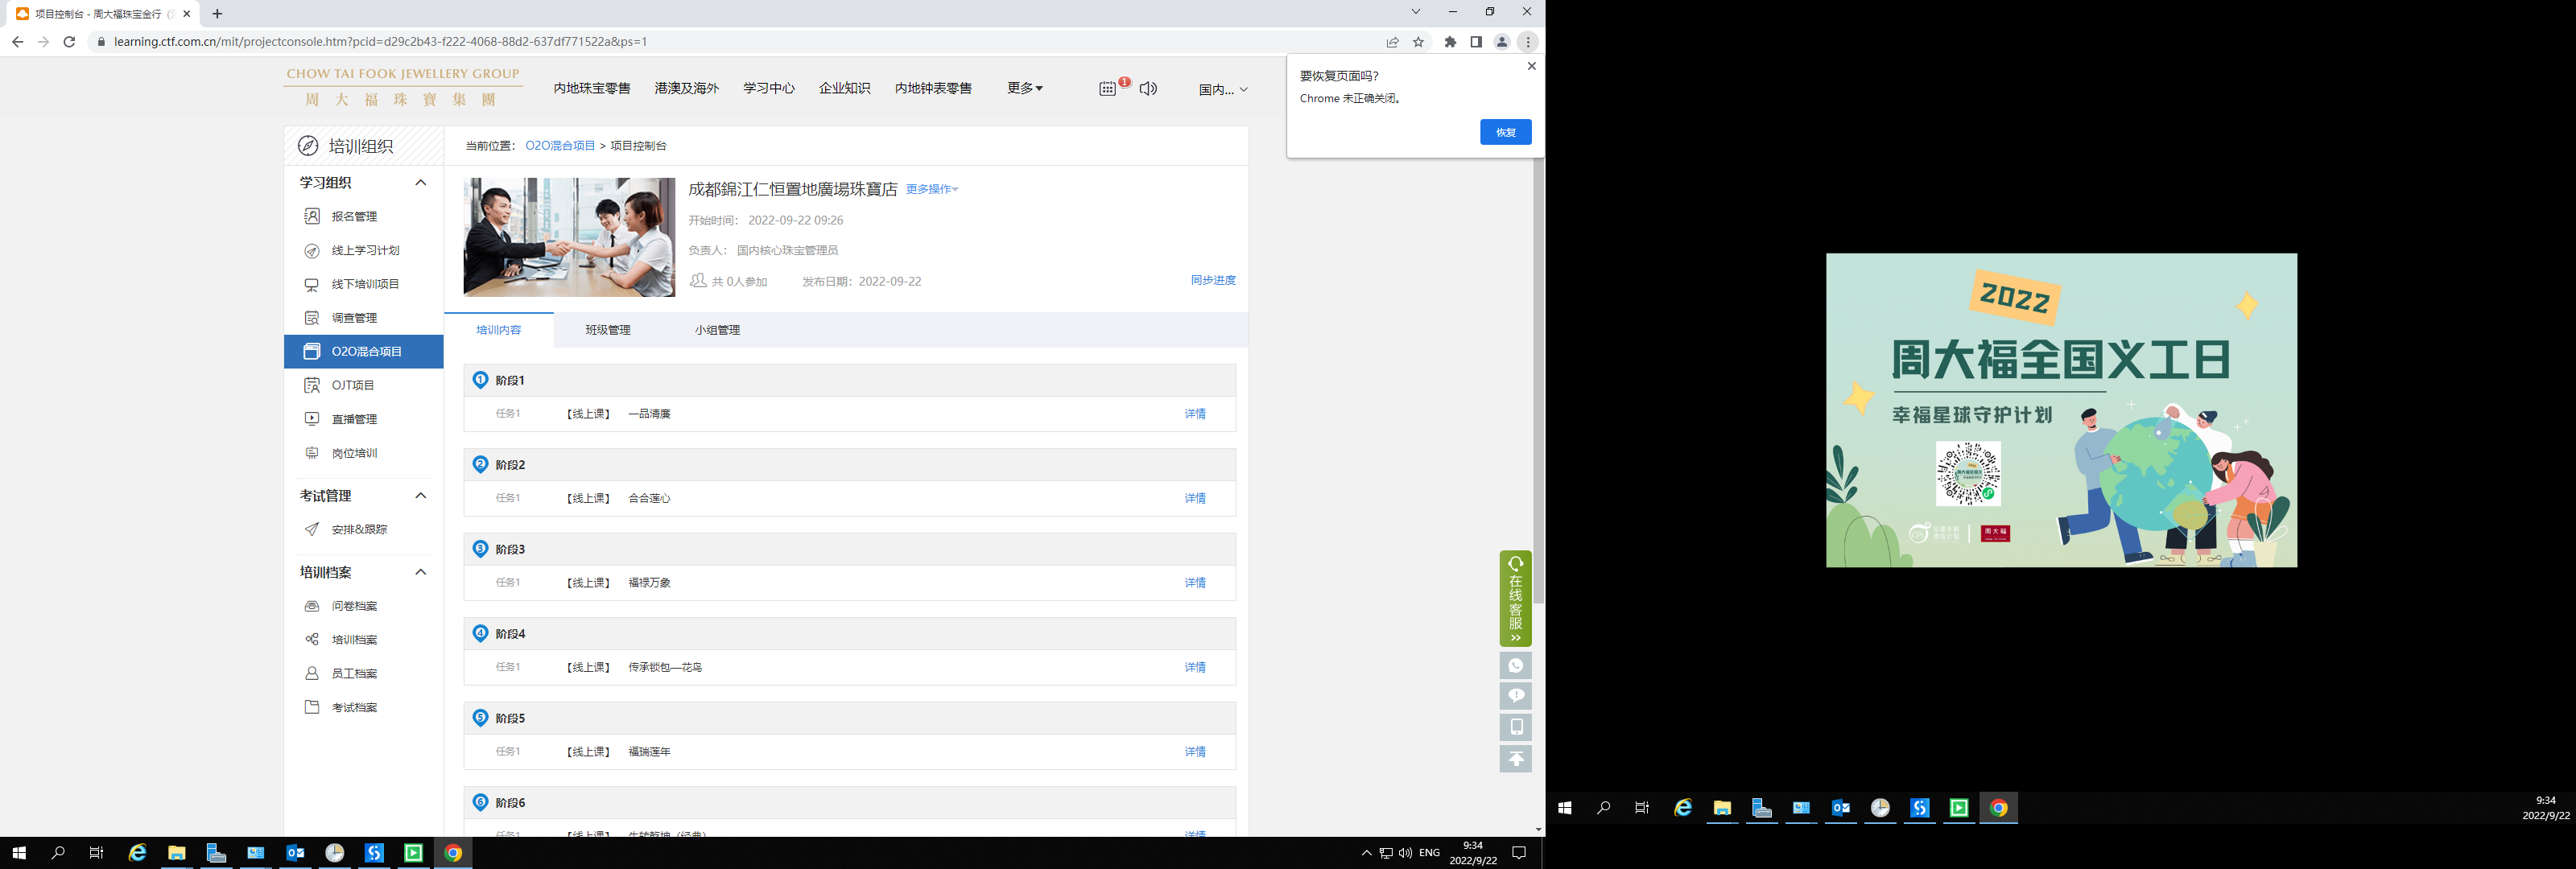 项目控制台 - 周大福珠宝金行
learning.ctf.com.cn/mit/projectconsole.htm?pcid=d29c2b43-f222-4068-88d2-637df771522a&ps=1
要恢复页面吗?
Chrome 未正确关闭。
恢复
CHOW TAI FOOK JEWELLERY GROUP
周 大 福 珠 寶 集 團
内地珠宝零售 港澳及海外 学习中心 企业知识 内地钟表零售 更多 1 国内...
培训组织
学习组织
报名管理
线上学习计划
线下培训项目
调查管理
O2O混合项目
OJT项目
直播管理
岗位培训
考试管理
安排&跟踪
培训档案
问卷档案
培训档案
员工档案
考试档案
当前位置： O2O混合项目 > 项目控制台
成都錦江仁恒置地廣場珠寶店 更多操作
开始时间： 2022-09-22 09:26
负责人： 国内核心珠宝管理员
共 0人参加 发布日期：2022-09-22
同步进度
培训内容 班级管理 小组管理
1 阶段1
任务1 【线上课】 一品清廉 详情
2 阶段2
任务1 【线上课】 合合莲心 详情
3 阶段3
任务1 【线上课】 福禄万象 详情
4 阶段4
任务1 【线上课】 传承锁包—花鸟 详情
5 阶段5
任务1 【线上课】 福瑞莲年 详情
6 阶段6
任务1 【线上课】 详情
在线客服
ENG
9:34
2022/9/22
2022
周大福全国义工日
幸福星球守护计划
周大福
9:34
2022/9/22